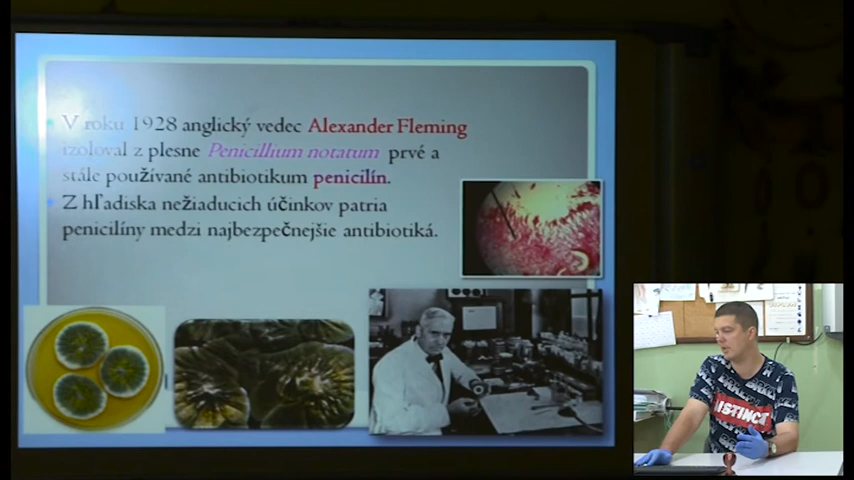 V roku 1928 anglický vedec Alexander Fleming
izoloval z plesne Penicillium notatum prvé a
stále používané antibiotikum penicilín.
Z hľadiska nežiaducich účinkov patria
penicilíny medzi najbezpečnejšie antibiotiká.
DISTINCT